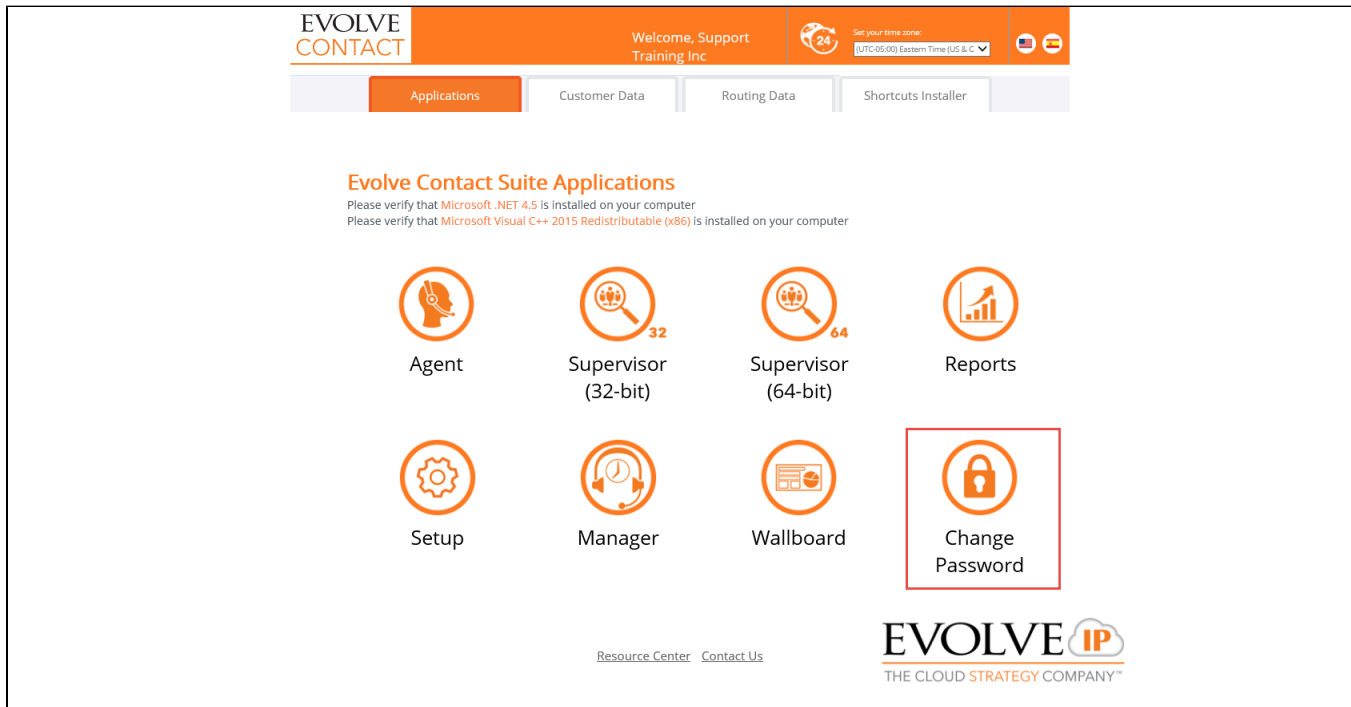 EVOLVE
CONTACT
Welcome, Support
Training Inc
24
Set your time zone:
(UTC-05:00) Eastern Time (US & C
Applications
Customer Data
Routing Data
Shortcuts Installer
Evolve Contact Suite Applications
Please verify that Microsoft .NET 4.5 is installed on your computer
Please verify that Microsoft Visual C++ 2015 Redistributable (x86) is installed on your computer
32
64
Agent
Supervisor
(32-bit)
Supervisor
(64-bit)
Reports
Setup
Manager
Wallboard
Change
Password
Resource Center
Contact Us
EVOLVE IP
THE CLOUD STRATEGY COMPANY™